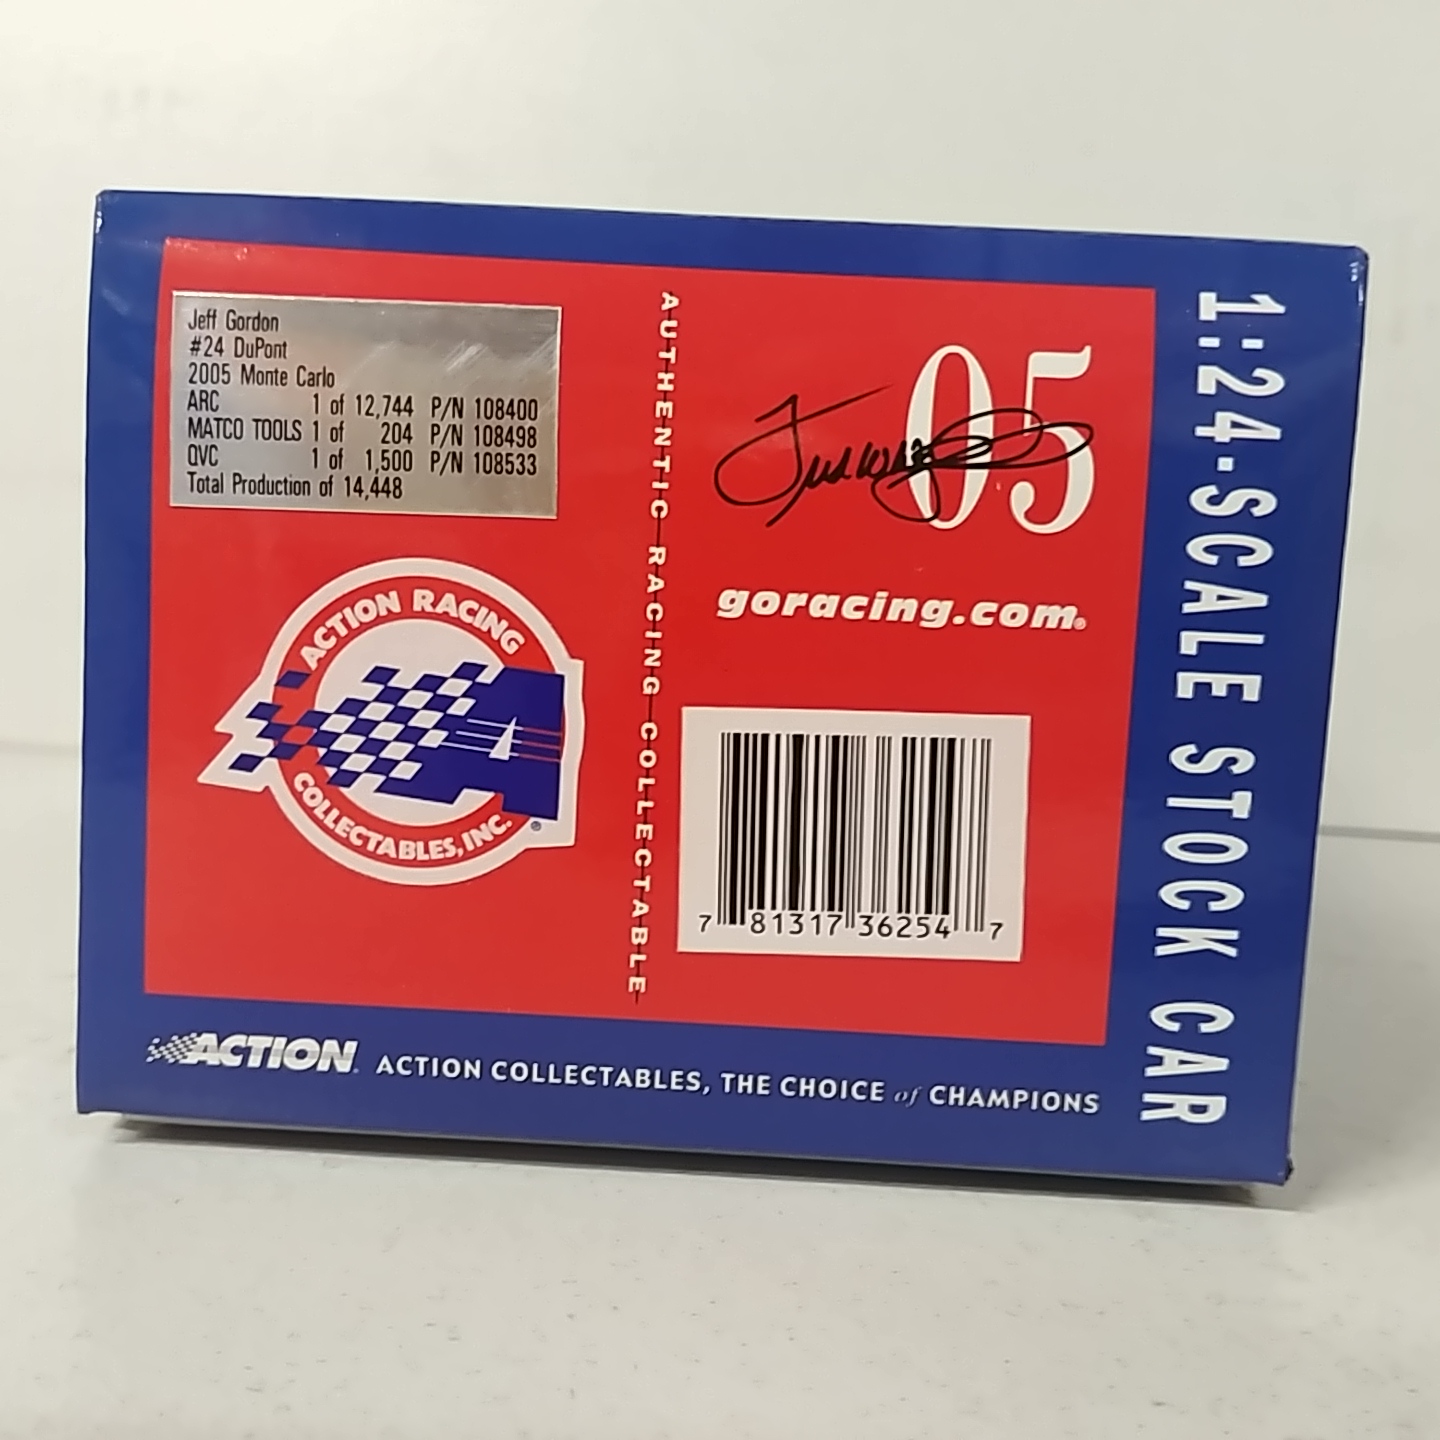 Jeff Gordon
#24 DuPont
2005 Monte Carlo
ARC 1 of 12,744 P/N 108400
MATCO TOOLS 1 of 204 P/N 108498
QVC 1 of 1,500 P/N 108533
Total Production of 14,448
ACTION RACING
COLLECTABLES, INC.®
AUTHENTIC RACING COLLECTABLE
05
goracing.com®
7 81317 36254 7
1:24-SCALE STOCK CAR
ACTION ACTION COLLECTABLES, THE CHOICE of CHAMPIONS